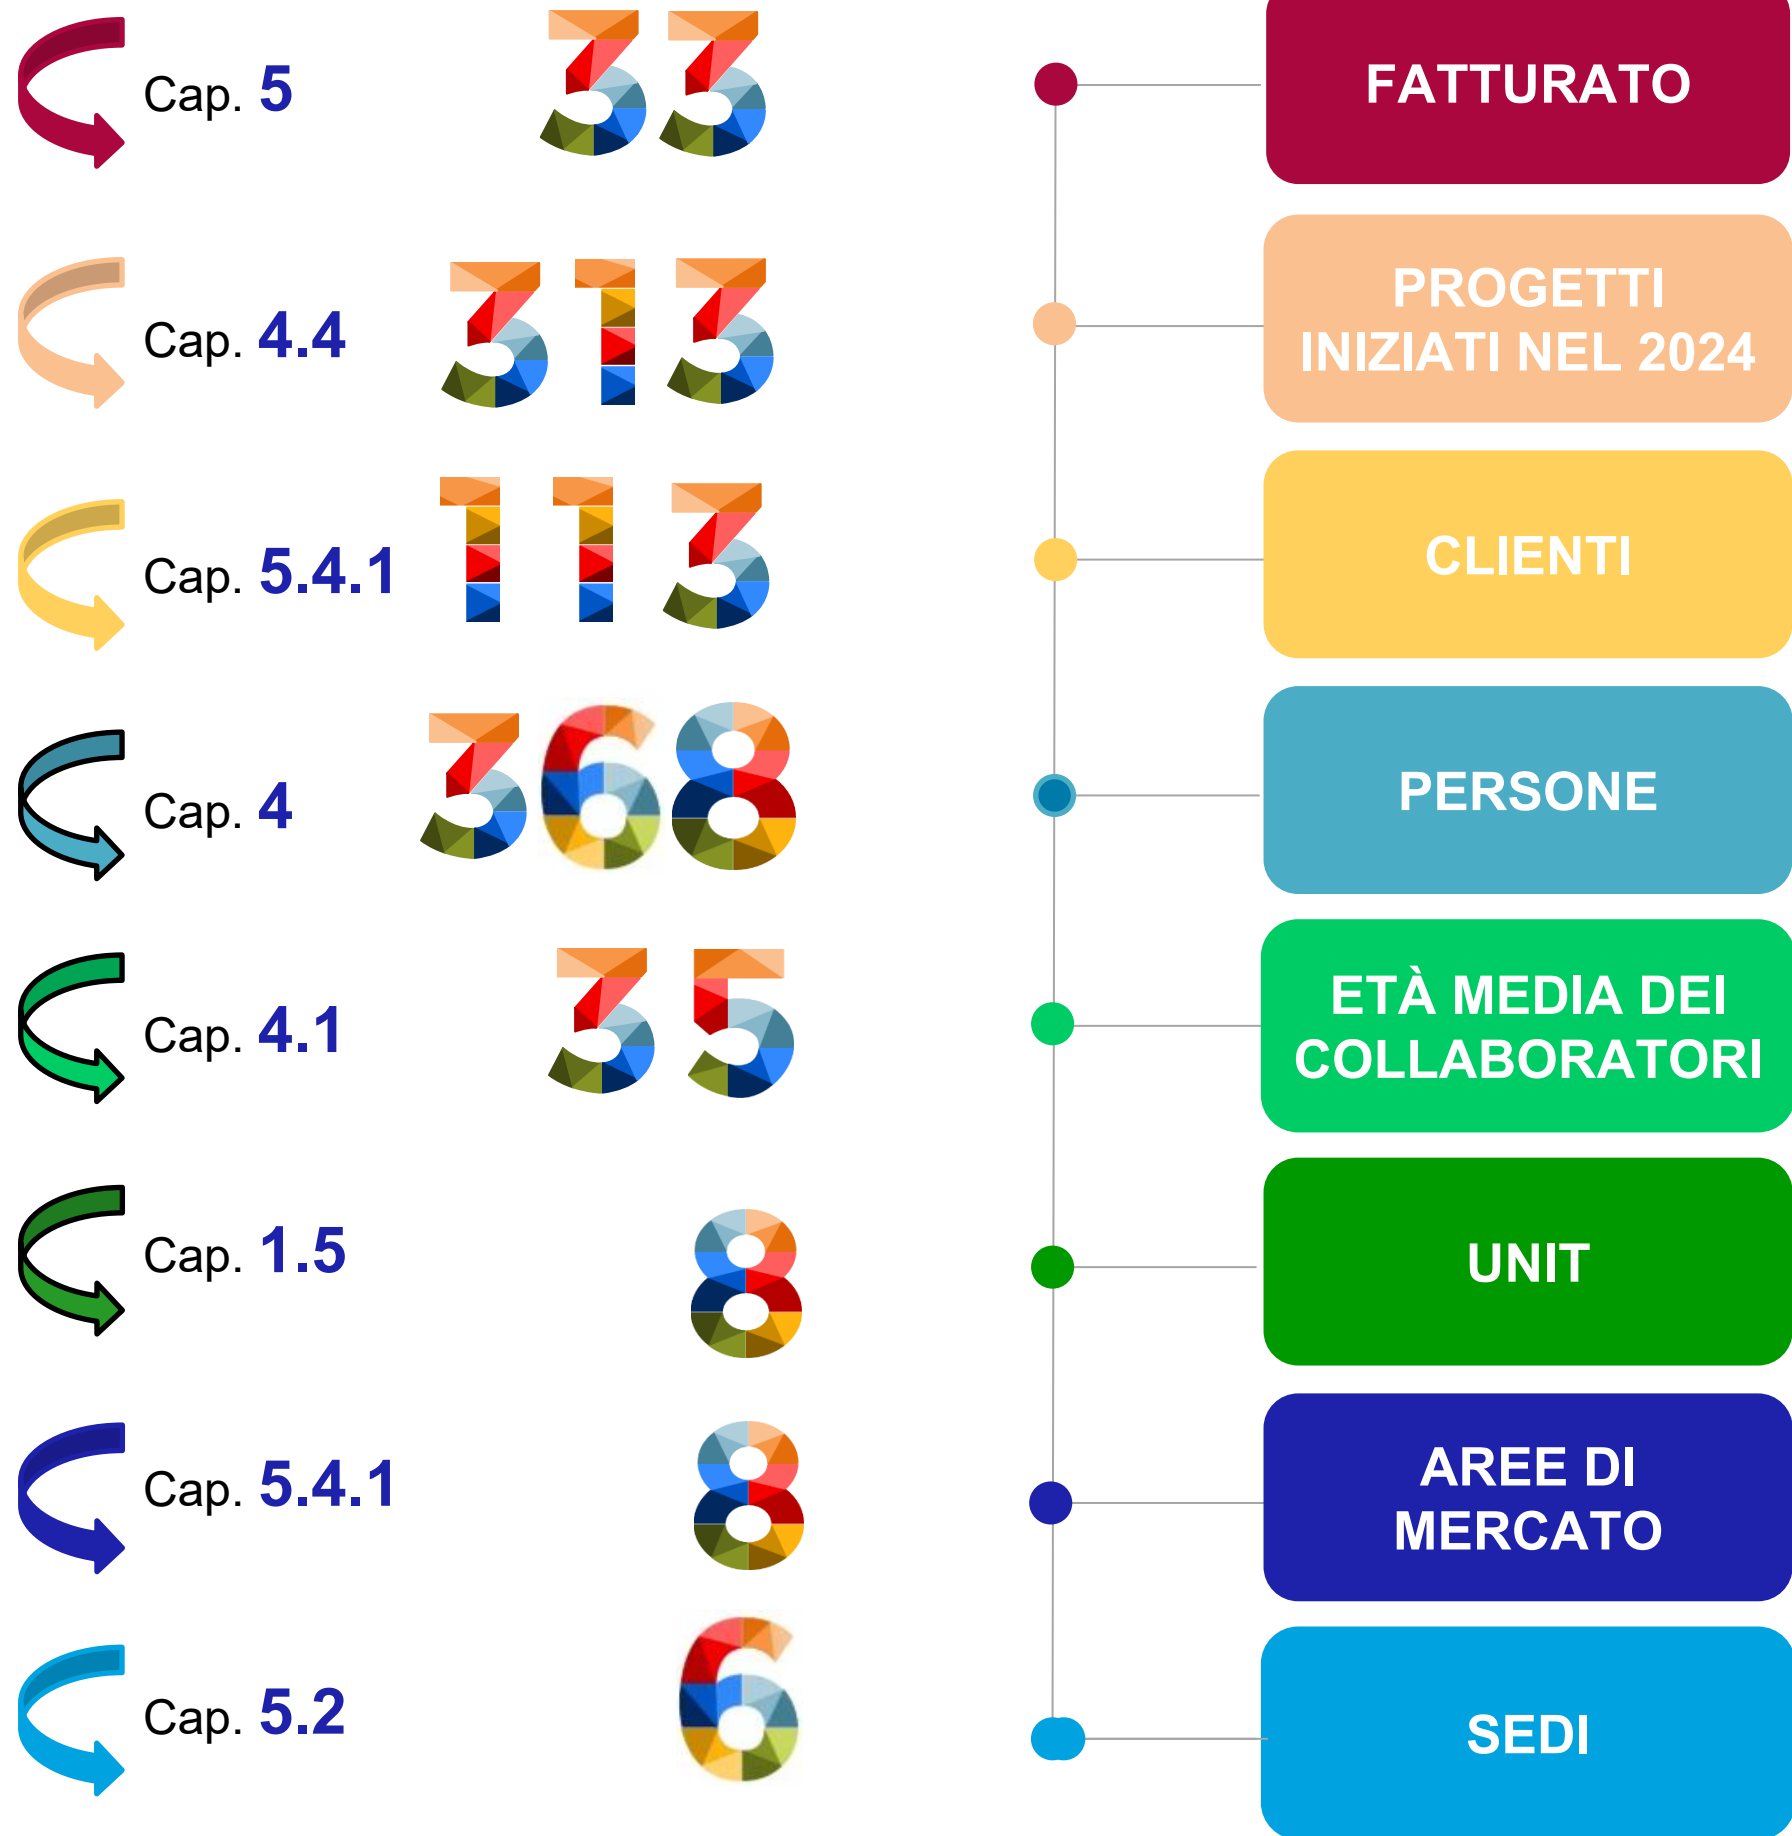 Cap. 5 33 FATTURATO
Cap. 4.4 313 PROGETTI
INIZIATI NEL 2024
Cap. 5.4.1 113 CLIENTI
Cap. 4 368 PERSONE
Cap. 4.1 35 ETÀ MEDIA DEI
COLLABORATORI
Cap. 1.5 8 UNIT
Cap. 5.4.1 8 AREE DI
MERCATO
Cap. 5.2 6 SEDI